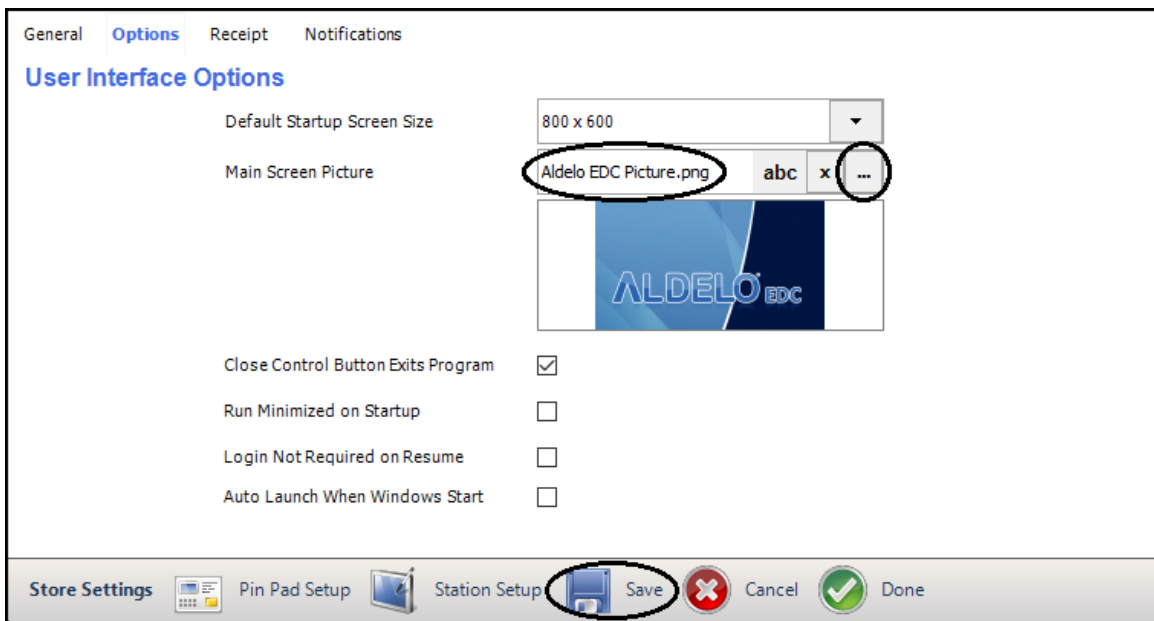 General Options Receipt Notifications
User Interface Options
Default Startup Screen Size 800 x 600
Main Screen Picture Aldelo EDC Picture.png abc x ...
ALDELO EDC
Close Control Button Exits Program
Run Minimized on Startup
Login Not Required on Resume
Auto Launch When Windows Start
Store Settings Pin Pad Setup Station Setup Save Cancel Done